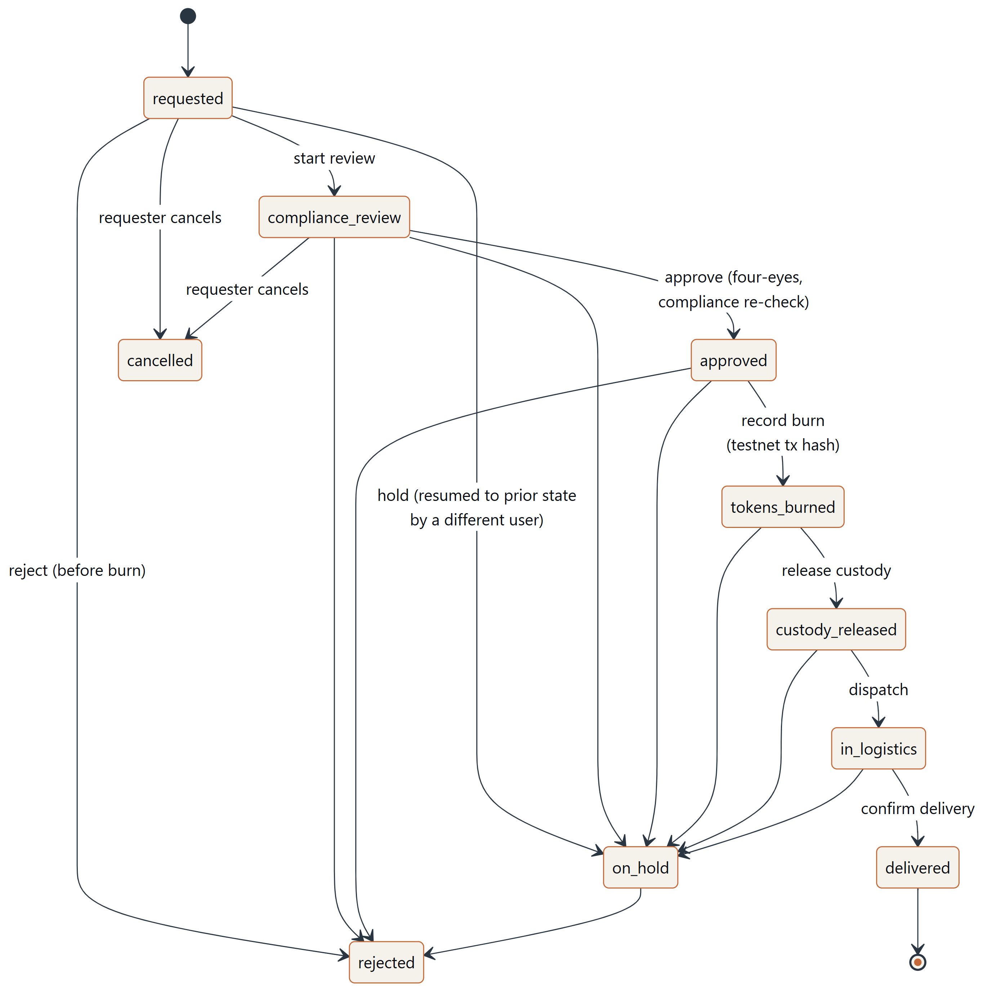 requested
start review
requester cancels
compliance_review
approve (four-eyes,
compliance re-check)
requester cancels
cancelled
approved
record burn
(testnet tx hash)
hold (resumed to prior state
by a different user)
tokens_burned
reject (before burn)
release custody
custody_released
dispatch
in_logistics
confirm delivery
on_hold
delivered
rejected